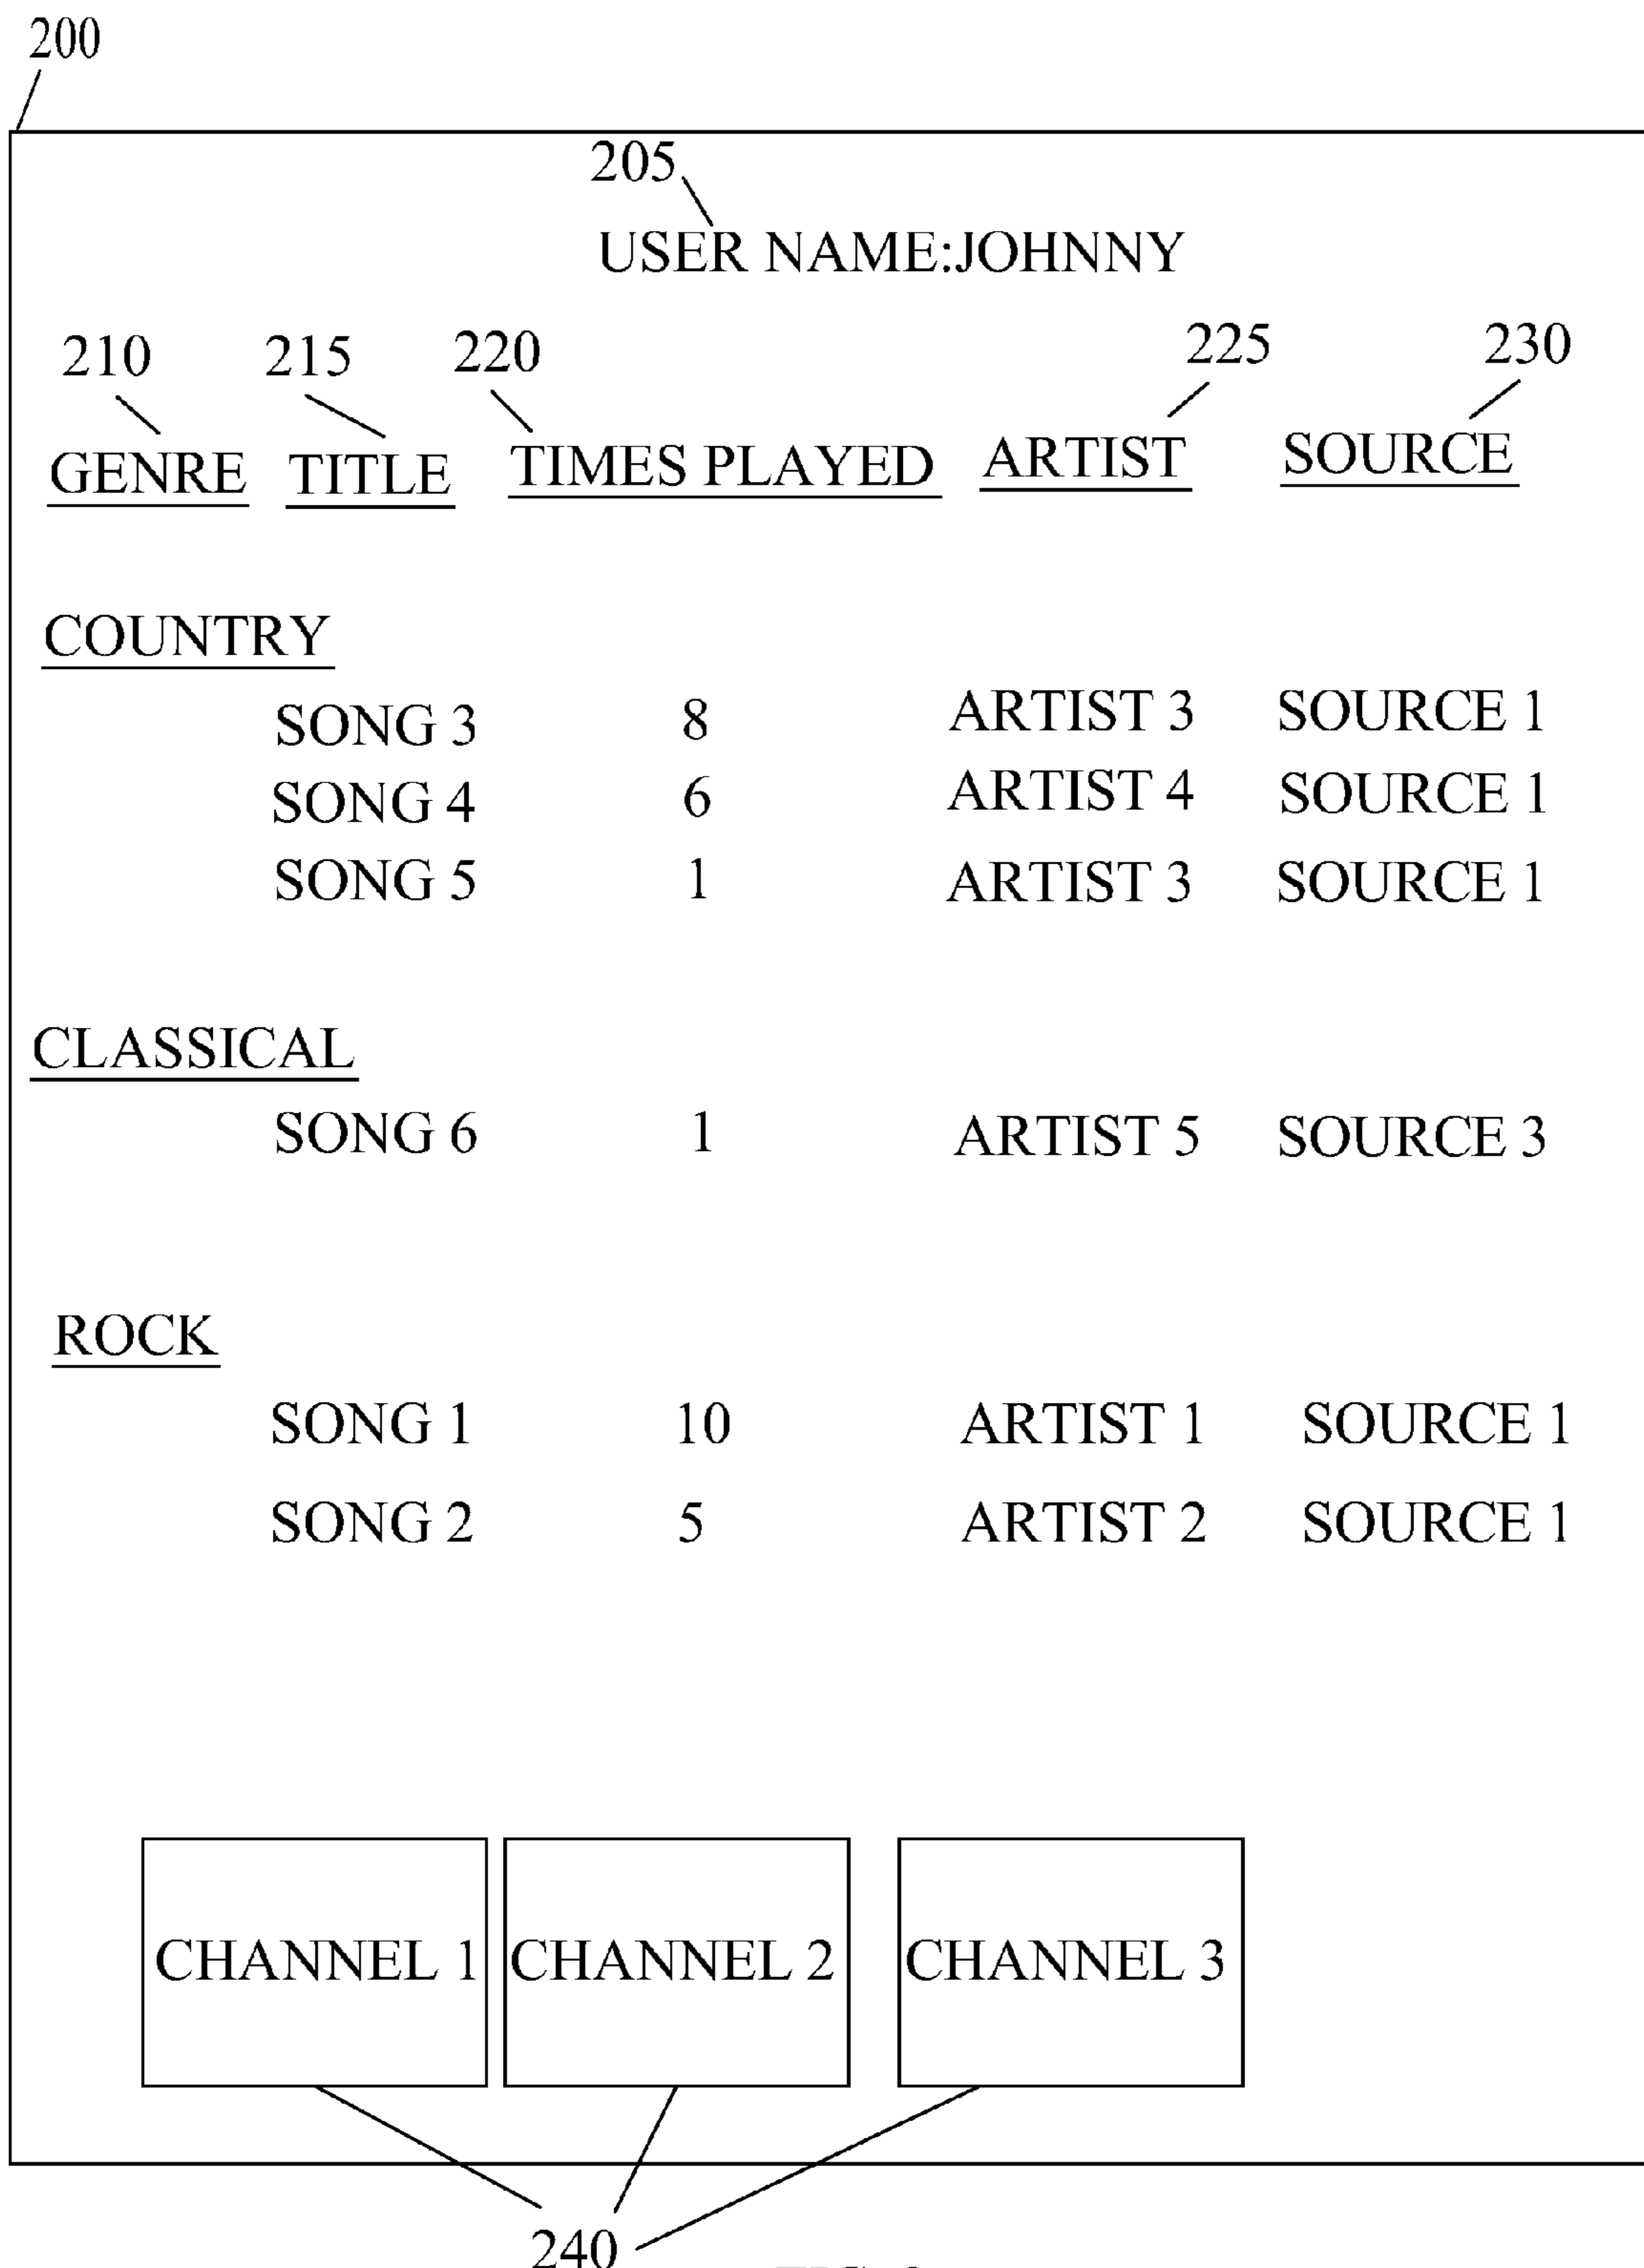 200
205
USER NAME:JOHNNY
210 215 220 225 230
GENRE TITLE TIMES PLAYED ARTIST SOURCE
COUNTRY
SONG 3 8 ARTIST 3 SOURCE 1
SONG 4 6 ARTIST 4 SOURCE 1
SONG 5 1 ARTIST 3 SOURCE 1
CLASSICAL
SONG 6 1 ARTIST 5 SOURCE 3
ROCK
SONG 1 10 ARTIST 1 SOURCE 1
SONG 2 5 ARTIST 2 SOURCE 1
CHANNEL 1 CHANNEL 2 CHANNEL 3
240